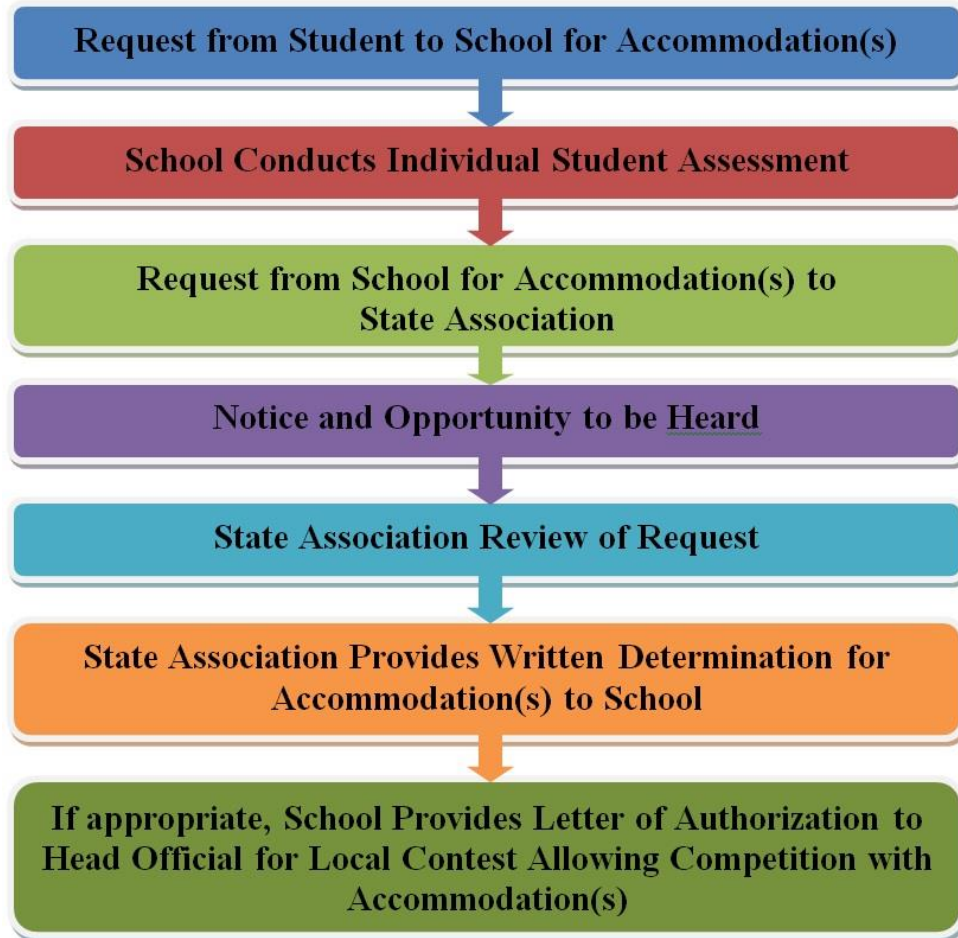 Request from Student to School for Accommodation(s)
School Conducts Individual Student Assessment
Request from School for Accommodation(s) to
State Association
Notice and Opportunity to be Heard
State Association Review of Request
State Association Provides Written Determination for
Accommodation(s) to School
If appropriate, School Provides Letter of Authorization to
Head Official for Local Contest Allowing Competition with
Accommodation(s)